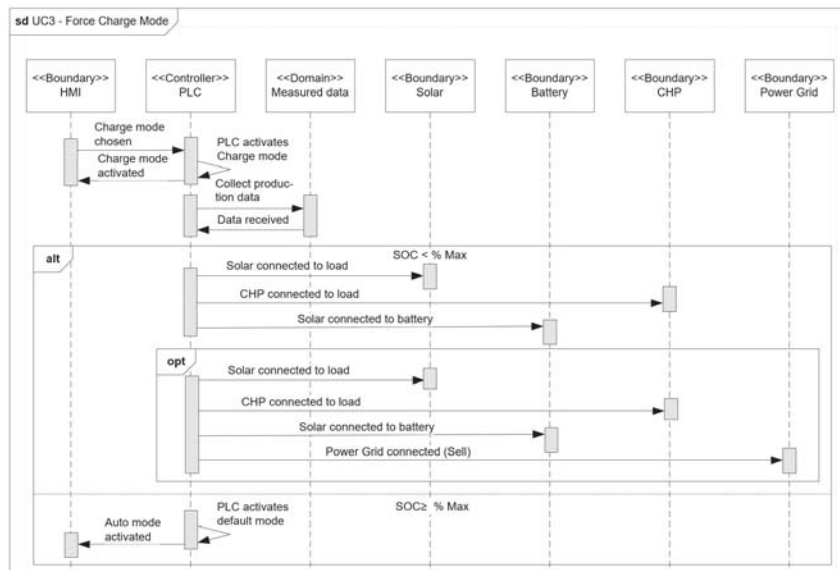 sd UC3 - Force Charge Mode
<<Boundary>>
HMI
<<Controller>>
PLC
<<Domain>>
Measured data
<<Boundary>>
Solar
<<Boundary>>
Battery
<<Boundary>>
CHP
<<Boundary>>
Power Grid
Charge mode
chosen
PLC activates
Charge mode
Charge mode
activated
Collect produc-
tion data
Data received
alt
SOC < % Max
Solar connected to load
CHP connected to load
Solar connected to battery
opt
Solar connected to load
CHP connected to load
Solar connected to battery
Power Grid connected (Sell)
SOC≥ % Max
PLC activates
default mode
Auto mode
activated